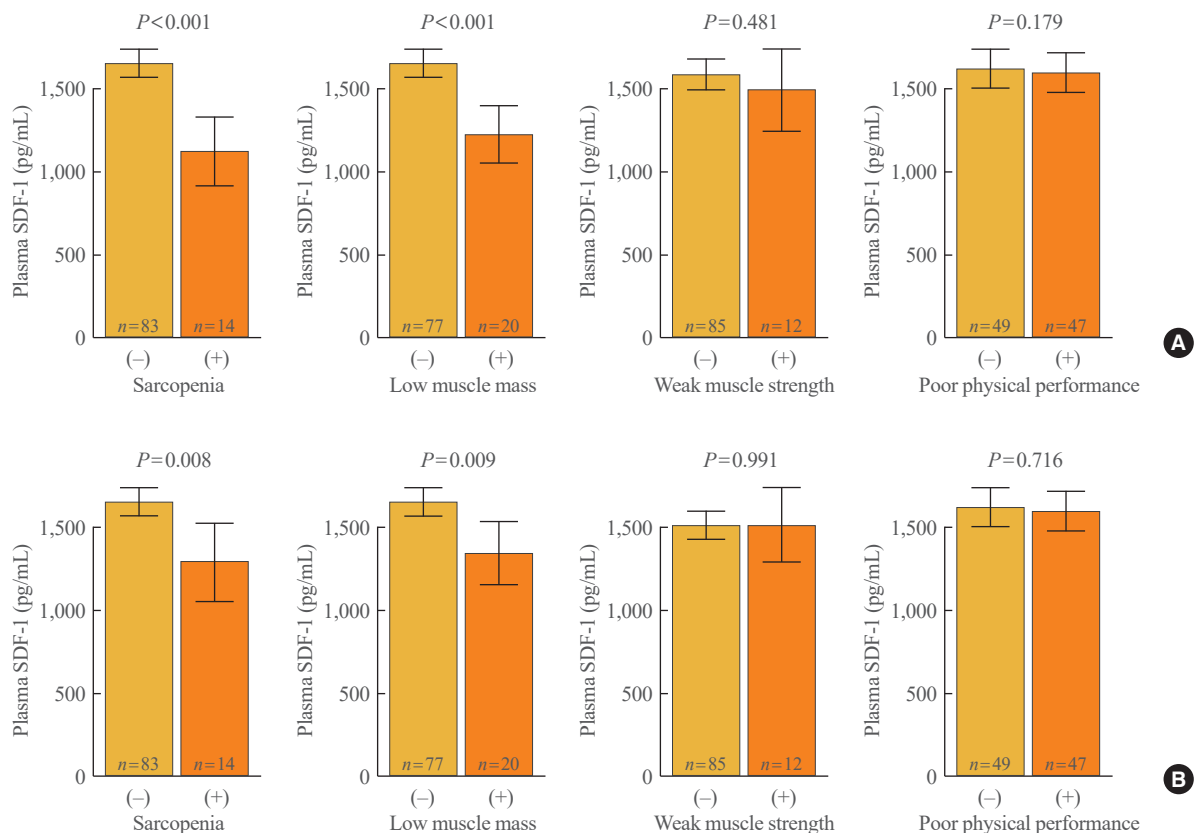 P<0.001
P<0.001
P=0.481
P=0.179
Plasma SDF-1 (pg/mL)
1,500
1,000
500
0
n=83
n=14
(–)
(+)
Sarcopenia
Plasma SDF-1 (pg/mL)
1,500
1,000
500
0
n=77
n=20
(–)
(+)
Low muscle mass
Plasma SDF-1 (pg/mL)
1,500
1,000
500
0
n=85
n=12
(–)
(+)
Weak muscle strength
Plasma SDF-1 (pg/mL)
1,500
1,000
500
0
n=49
n=47
(–)
(+)
Poor physical performance
A
P=0.008
P=0.009
P=0.991
P=0.716
Plasma SDF-1 (pg/mL)
1,500
1,000
500
0
n=83
n=14
(–)
(+)
Sarcopenia
Plasma SDF-1 (pg/mL)
1,500
1,000
500
0
n=77
n=20
(–)
(+)
Low muscle mass
Plasma SDF-1 (pg/mL)
1,500
1,000
500
0
n=85
n=12
(–)
(+)
Weak muscle strength
Plasma SDF-1 (pg/mL)
1,500
1,000
500
0
n=49
n=47
(–)
(+)
Poor physical performance
B